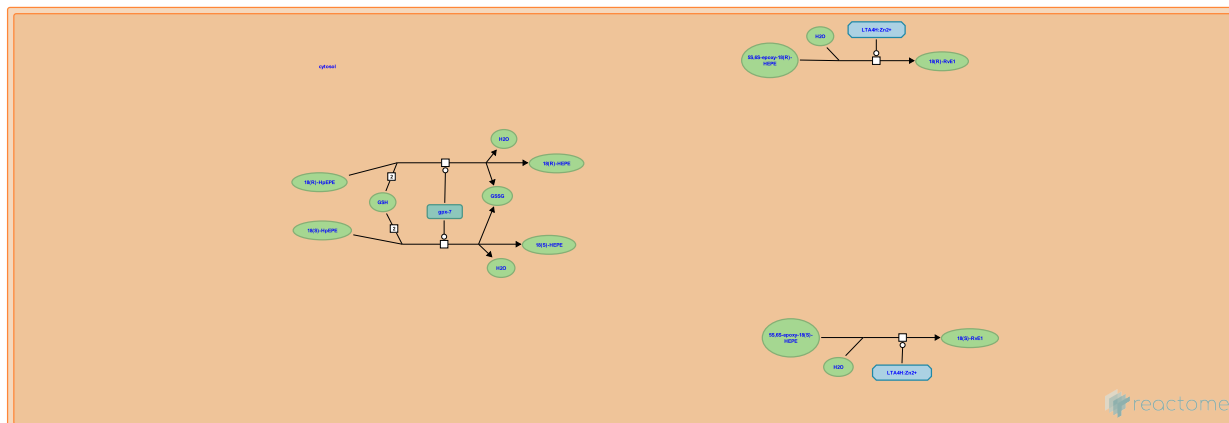 H2O
LTA4H:Zn2+
5S,6S-epoxy-18(R)-
HEPE
18(R)-RvE1
cytosol
H2O
18(R)-HpEPE
2
18(R)-HEPE
GSH
GSSG
gpx-7
18(S)-HpEPE
2
18(S)-HEPE
H2O
5S,6S-epoxy-18(S)-
HEPE
18(S)-RvE1
H2O
LTA4H:Zn2+
reactome